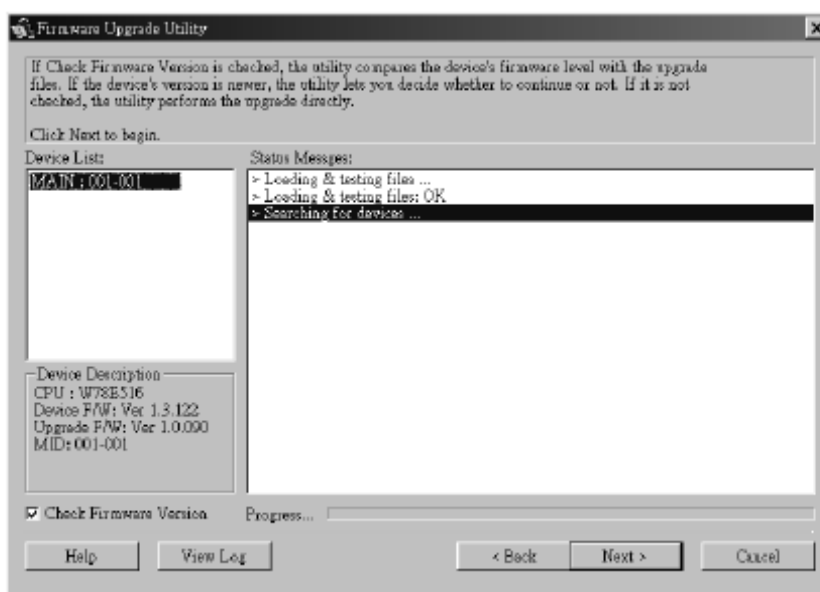 Firmware Upgrade Utility
If Check Firmware Version is checked, the utility compares the device's firmware level with the upgrade
files. If the device's version is newer, the utility lets you decide whether to continue or not. If it is not
checked, the utility performs the upgrade directly.
Click Next to begin.
Device List:
MAIN : 001-001
Status Messges:
> Loading & testing files ...
> Loading & testing files: OK
> Searching for devices ...
Device Description
CPU : W78E516
Device F/W: Ver 1.3.122
Upgrade F/W: Ver 1.0.090
MID: 001-001
Check Firmware Version
Progress...
Help
View Log
< Back
Next >
Cancel